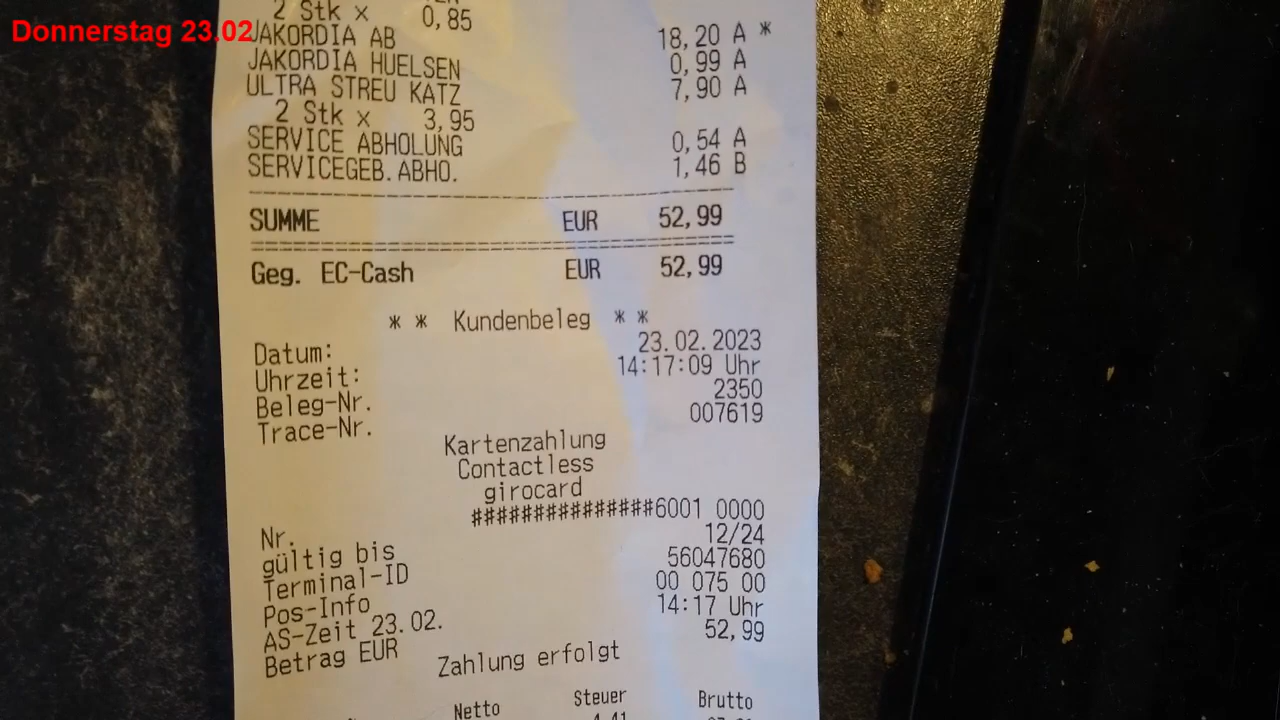 Donnerstag 23.02
2 Stk x 0,85
JAKORDIA AB 18,20 A *
JAKORDIA HUELSEN 0,99 A
ULTRA STREU KATZ 7,90 A
2 Stk x 3,95
SERVICE ABHOLUNG 0,54 A
SERVICEGEB.ABHO. 1,46 B
SUMME EUR 52,99
Geg. EC-Cash EUR 52,99
* * Kundenbeleg * *
Datum: 23.02.2023
Uhrzeit: 14:17:09 Uhr
Beleg-Nr. 2350
Trace-Nr. 007619
Kartenzahlung
Contactless
girocard
Nr. ##############6001 0000
gültig bis 12/24
Terminal-ID 56047680
Pos-Info 00 075 00
AS-Zeit 23.02. 14:17 Uhr
Betrag EUR 52,99
Zahlung erfolgt
Netto Steuer Brutto